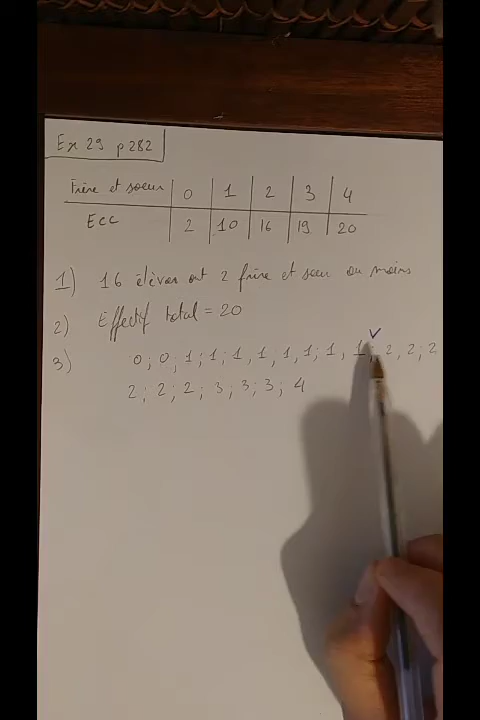 Ex 29 p282
Frère et soeur 0 1 2 3 4
ECC 2 10 16 19 20
1) 16 élèves ont 2 frère et soeur ou moins
2) Effectif total = 20
3) 0 ; 0 ; 1 ; 1 ; 1 , 1 , 1 , 1 ; 1 , 1 ; 2 , 2 ; 2
2 ; 2 ; 2 ; 3 ; 3 ; 3 ; 4